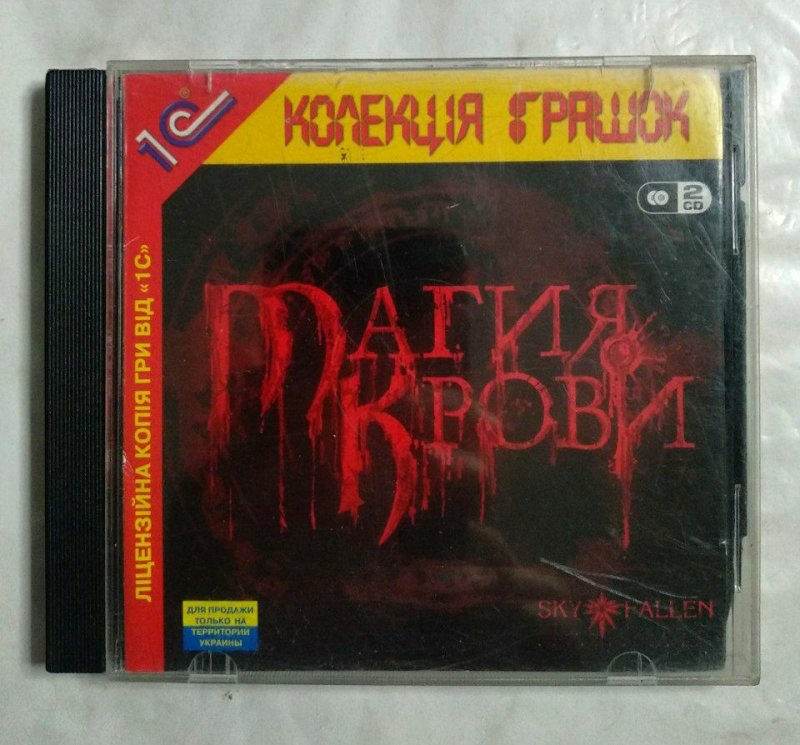 1С®
КОЛЕКЦІЯ ІГРАШОК
2
CD
ЛІЦЕНЗІЙНА КОПІЯ ГРИ ВІД «1С»
МАГИЯ
КРОВИ
SKY FALLEN
ДЛЯ ПРОДАЖИ
ТОЛЬКО НА
ТЕРРИТОРИИ
УКРАИНЫ